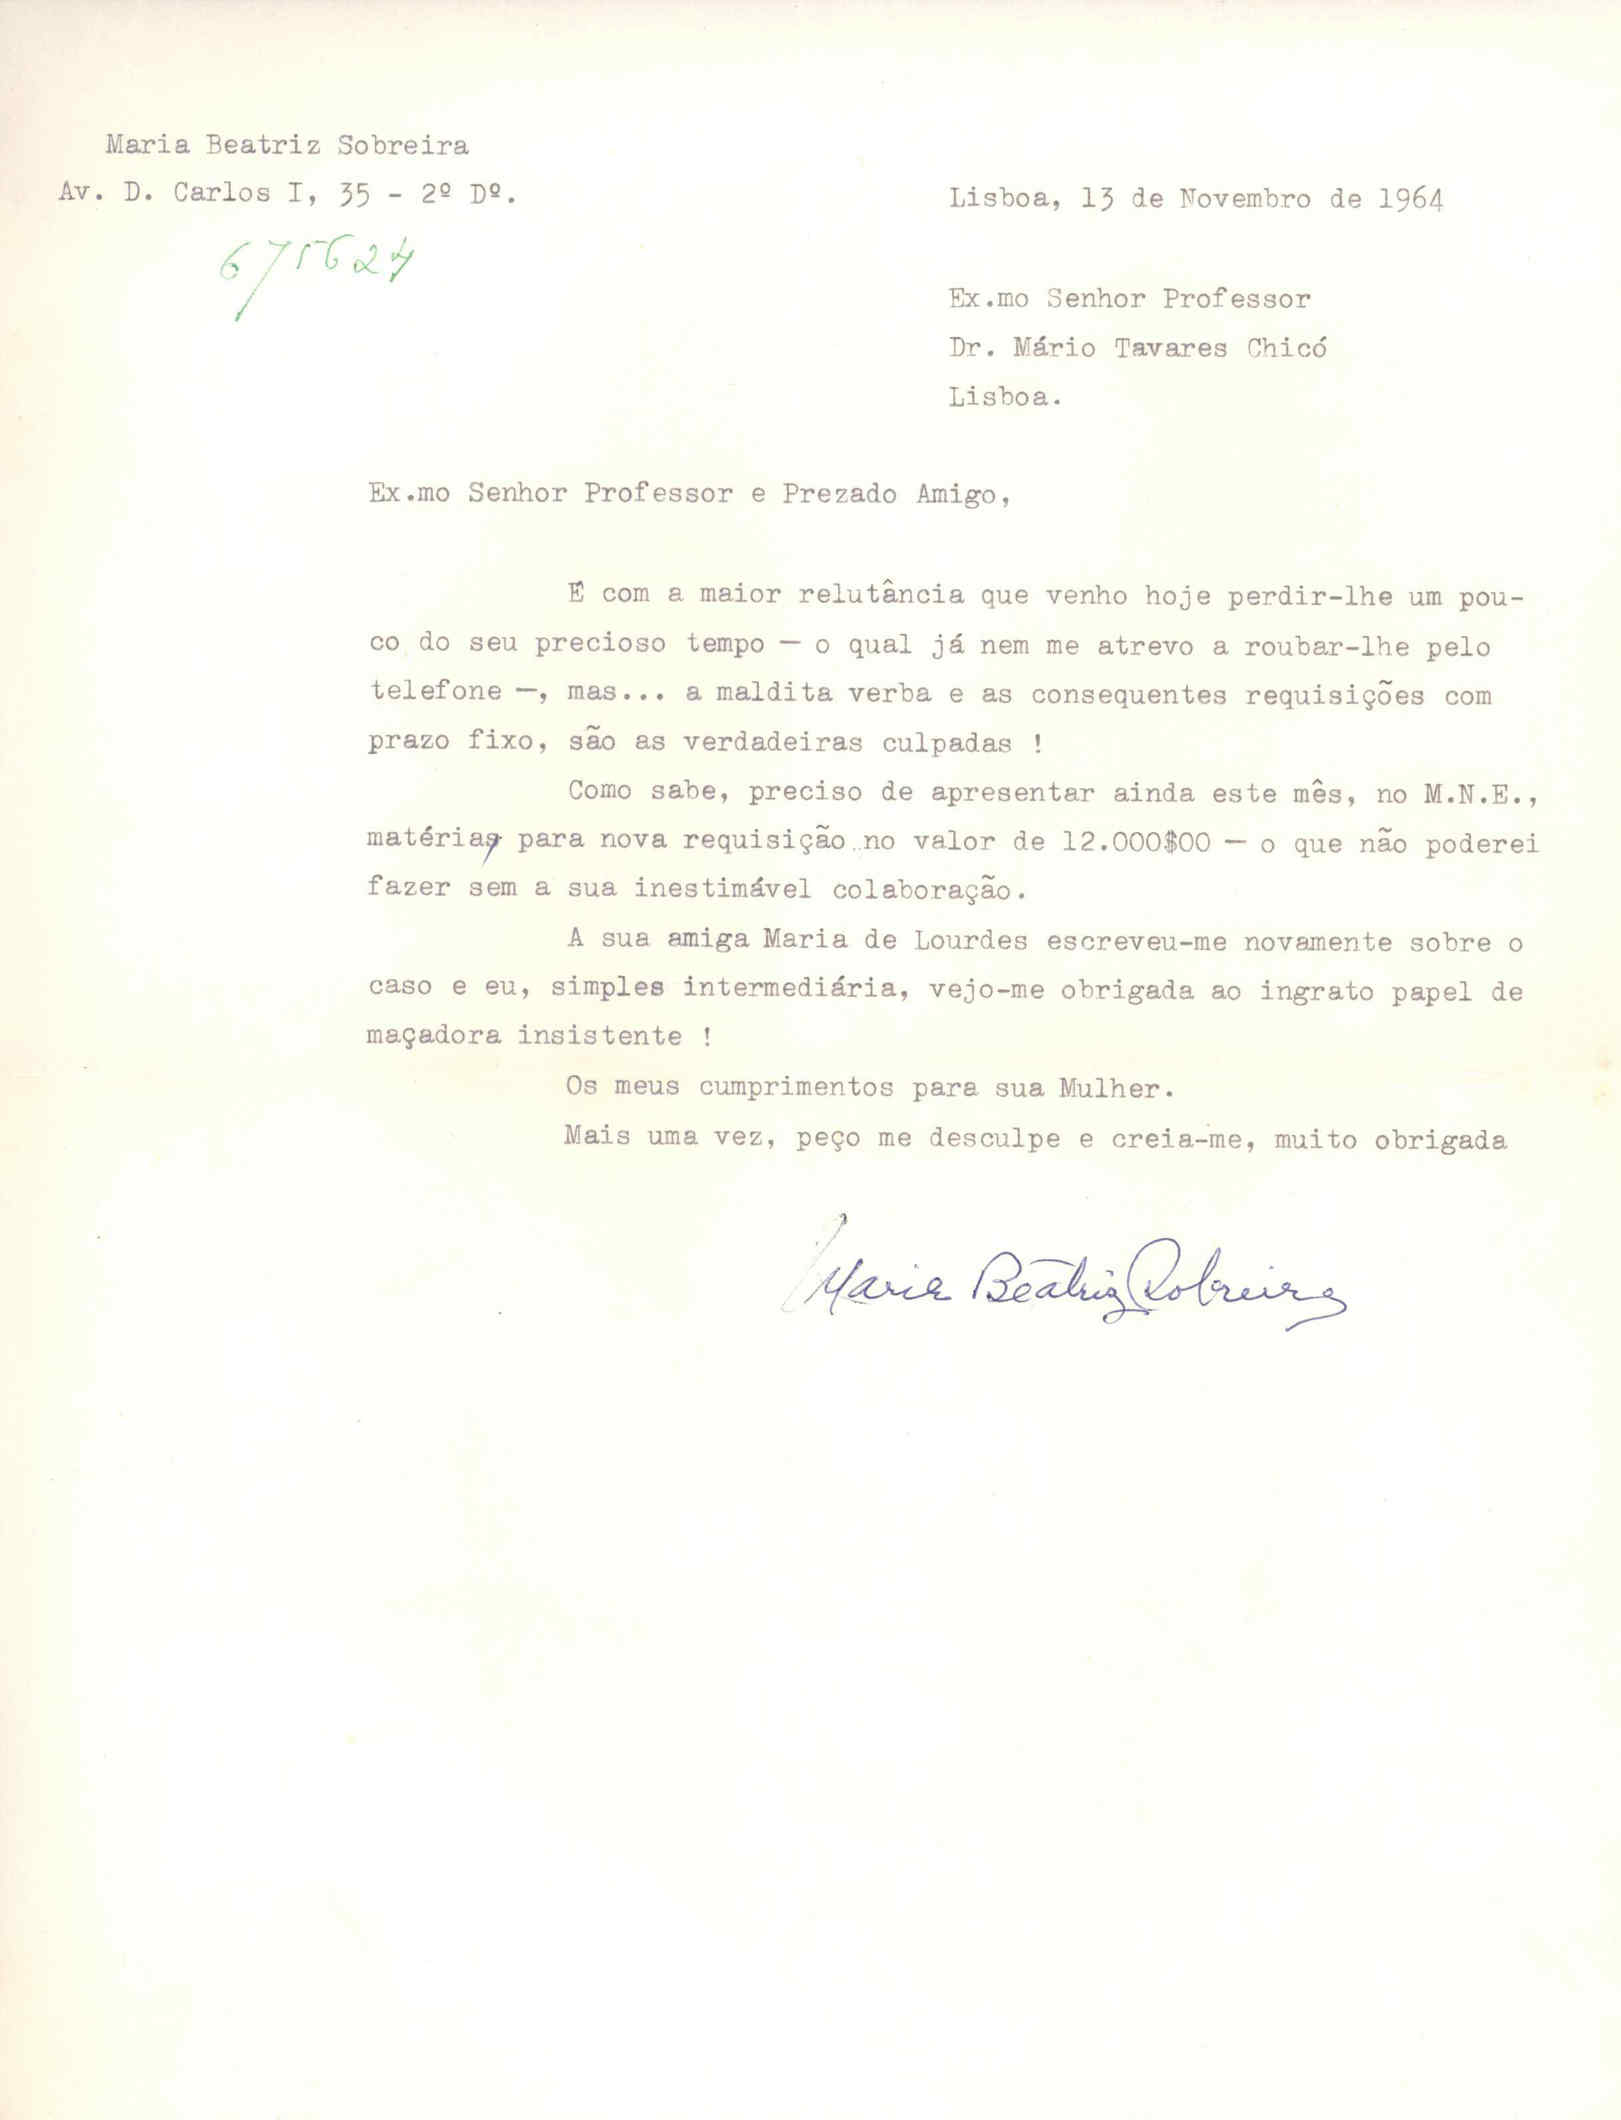 Maria Beatriz Sobreira
Av. D. Carlos I, 35 - 2º Dº.
675624
Lisboa, 13 de Novembro de 1964
Ex.mo Senhor Professor
Dr. Mário Tavares Chicó
Lisboa.
Ex.mo Senhor Professor e Prezado Amigo,
É com a maior relutância que venho hoje perdir-lhe um pou-
co do seu precioso tempo — o qual já nem me atrevo a roubar-lhe pelo
telefone —, mas... a maldita verba e as consequentes requisições com
prazo fixo, são as verdadeiras culpadas !
Como sabe, preciso de apresentar ainda este mês, no M.N.E.,
matéria para nova requisição no valor de 12.000$00 — o que não poderei
fazer sem a sua inestimável colaboração.
A sua amiga Maria de Lourdes escreveu-me novamente sobre o
caso e eu, simples intermediária, vejo-me obrigada ao ingrato papel de
maçadora insistente !
Os meus cumprimentos para sua Mulher.
Mais uma vez, peço me desculpe e creia-me, muito obrigada
Maria Beatriz Sobreira